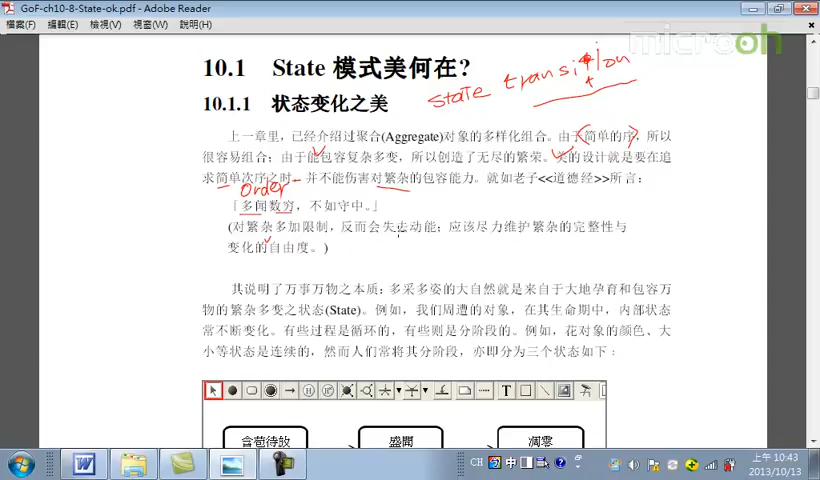 GoF-ch10-8-State-ok.pdf - Adobe Reader
檔案(F) 編輯(E) 檢視(V) 視窗(W) 說明(H)
microoh
10.1 State 模式美何在?
state transition
10.1.1 状态变化之美
上一章里，已经介绍过聚合(Aggregate)对象的多样化组合。由于简单的序，所以
很容易组合；由于能包容复杂多变，所以创造了无尽的繁荣。美的设计就是要在追
求简单次序之时，并不能伤害对繁杂的包容能力。就如老子<<道德经>>所言：
order
「多闻数穷，不如守中。」
(对繁杂多加限制，反而会失去动能；应该尽力维护繁杂的完整性与
变化的自由度。)
其说明了万事万物之本质：多采多姿的大自然就是来自于大地孕育和包容万
物的繁杂多变之状态(State)。例如，我们周遭的对象，在其生命期中，内部状态
常不断变化。有些过程是循环的，有些则是分阶段的。例如，花对象的颜色、大
小等状态是连续的，然而人们常将其分阶段，亦即分为三个状态如下：
T
含苞待放 盛開 凋零
CH 中
上午 10:43
2013/10/13